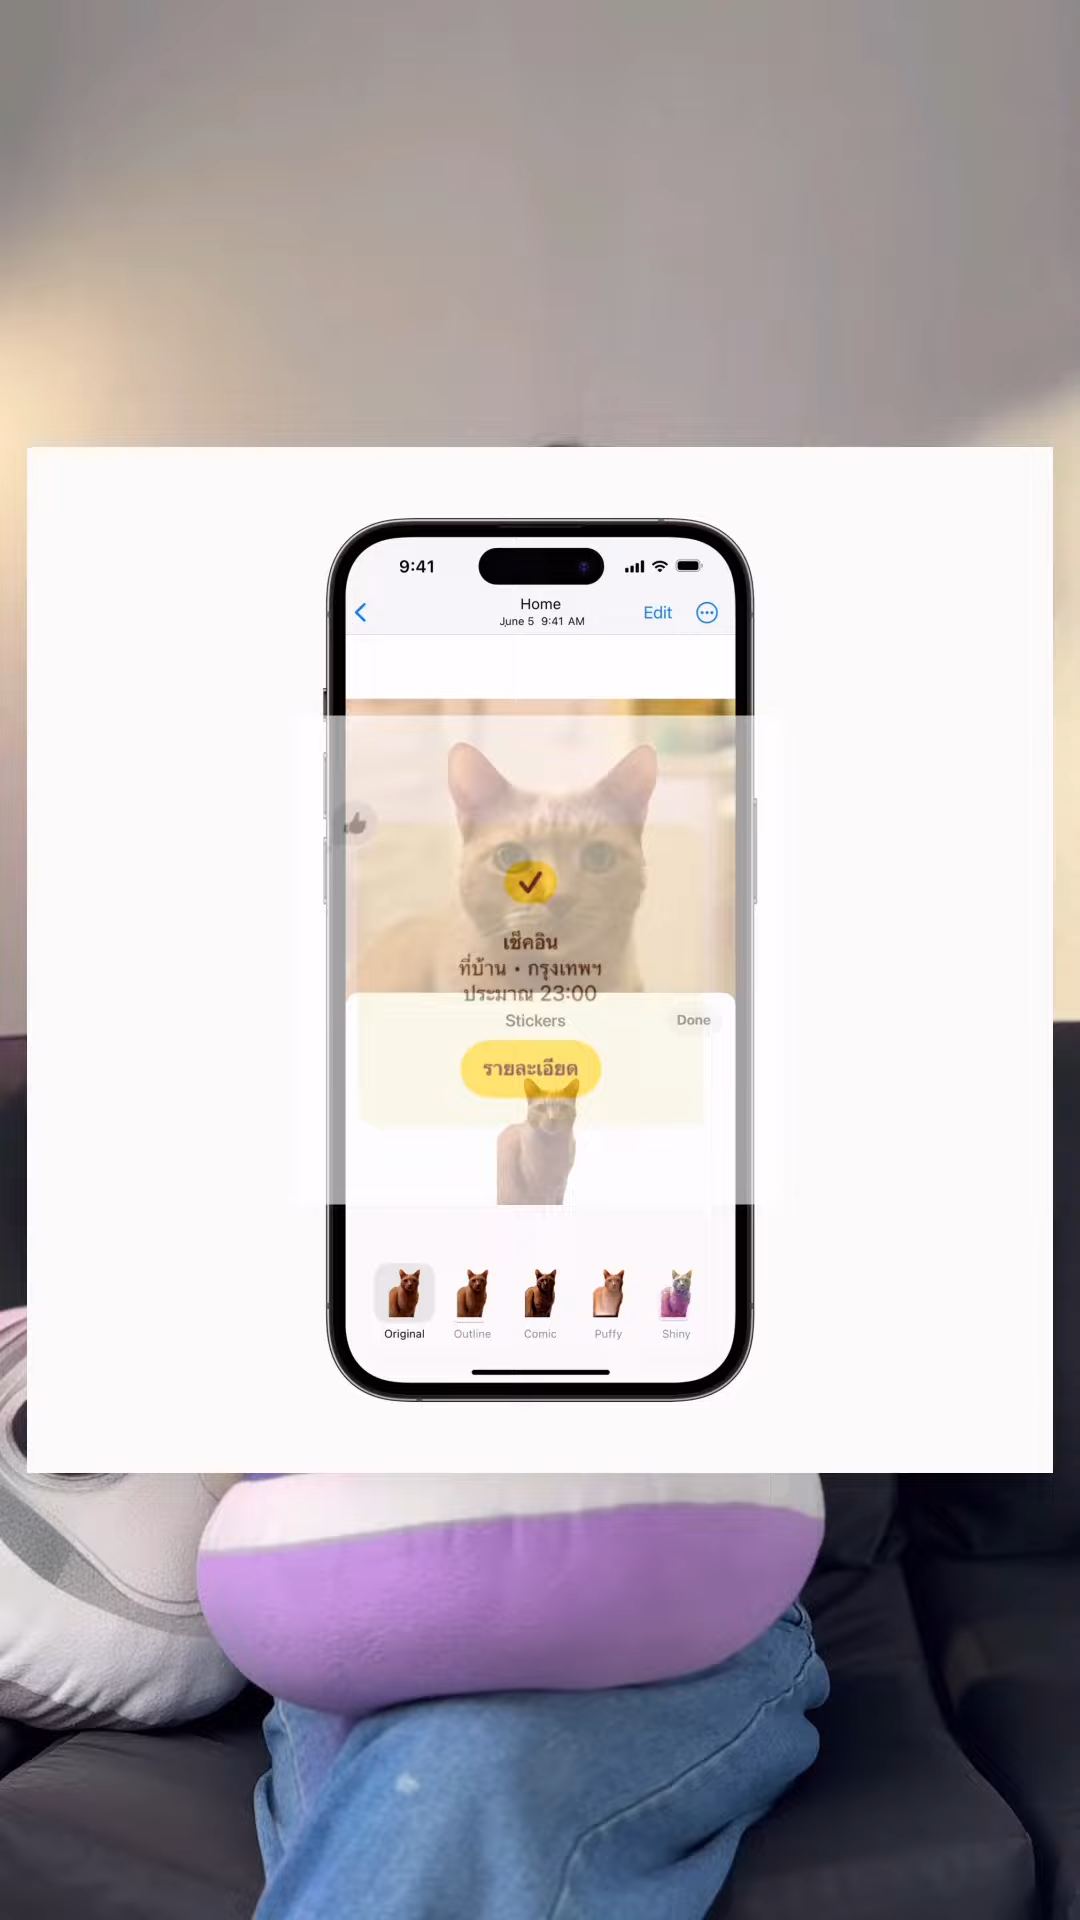 9:41
Home
Edit
June 5 9:41 AM
เช็คอิน
ที่บ้าน • กรุงเทพฯ
ประมาณ 23:00
Stickers
Done
รายละเอียด
Original
Outline
Comic
Puffy
Shiny